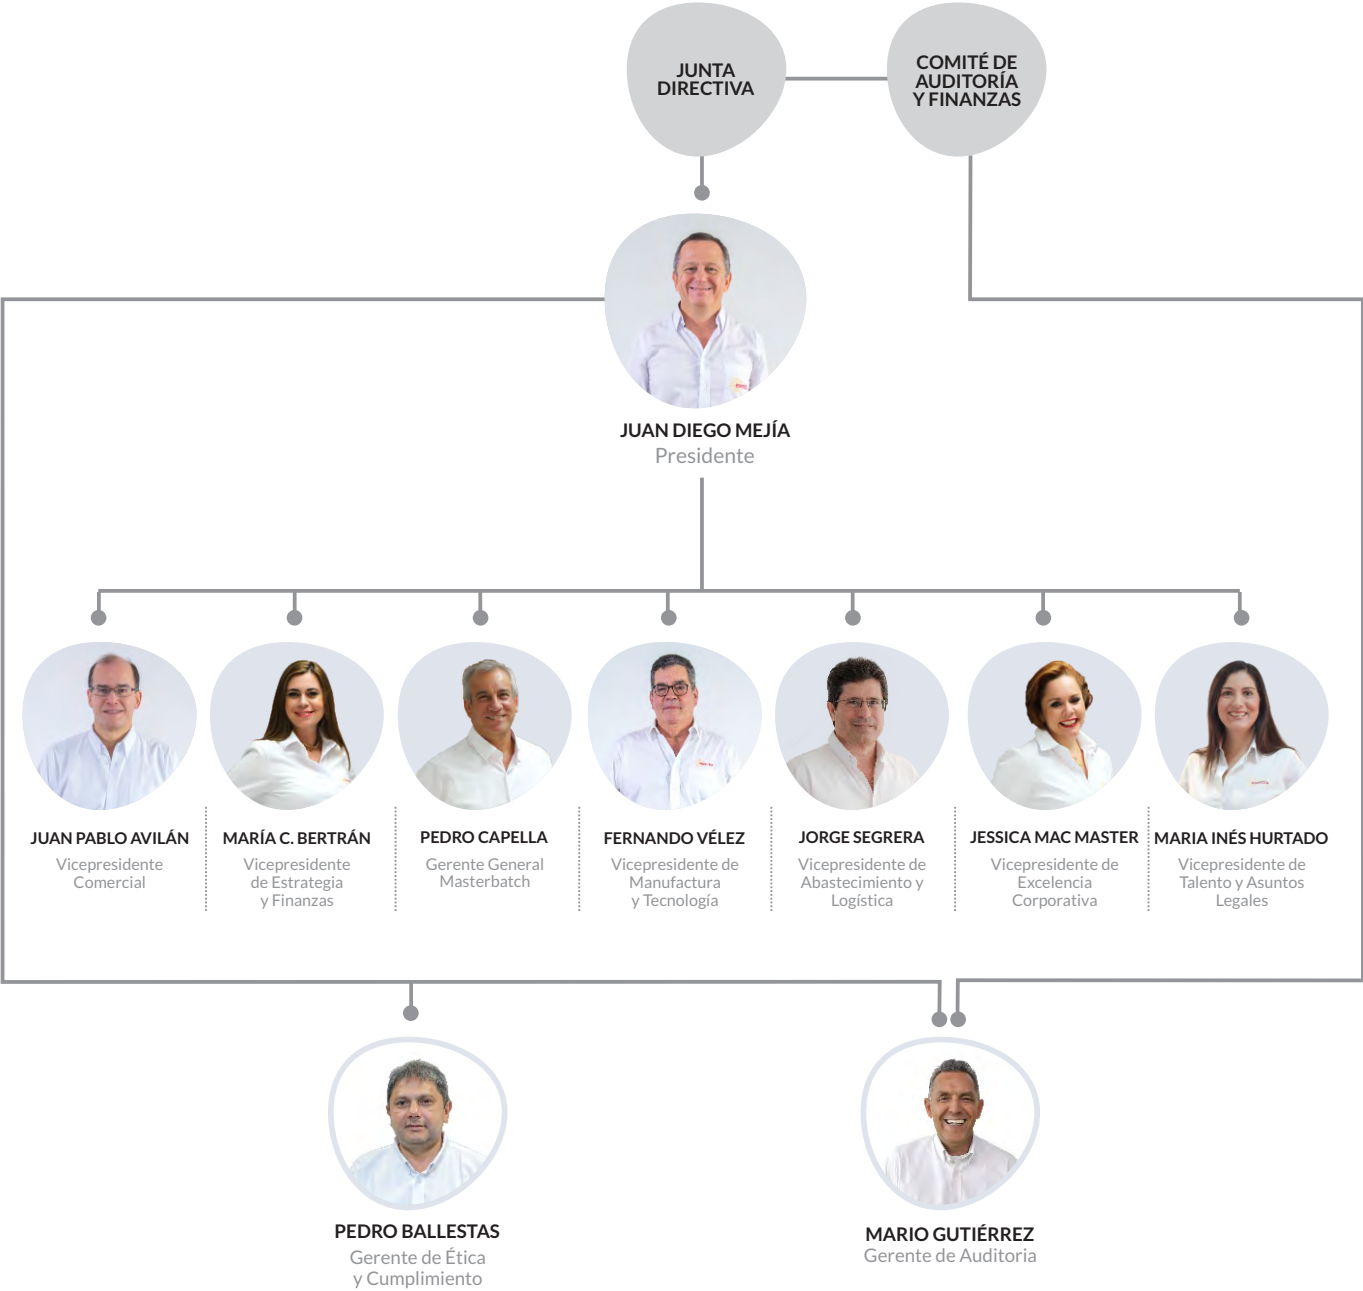 JUNTA
DIRECTIVA
COMITÉ DE
AUDITORÍA
Y FINANZAS
JUAN DIEGO MEJÍA
Presidente
JUAN PABLO AVILÁN
Vicepresidente
Comercial
MARÍA C. BERTRÁN
Vicepresidente
de Estrategia
y Finanzas
PEDRO CAPELLA
Gerente General
Masterbatch
FERNANDO VÉLEZ
Vicepresidente de
Manufactura
y Tecnología
JORGE SEGRERA
Vicepresidente de
Abastecimiento y
Logística
JESSICA MAC MASTER
Vicepresidente de
Excelencia
Corporativa
MARIA INÉS HURTADO
Vicepresidente de
Talento y Asuntos
Legales
PEDRO BALLESTAS
Gerente de Ética
y Cumplimiento
MARIO GUTIÉRREZ
Gerente de Auditoria